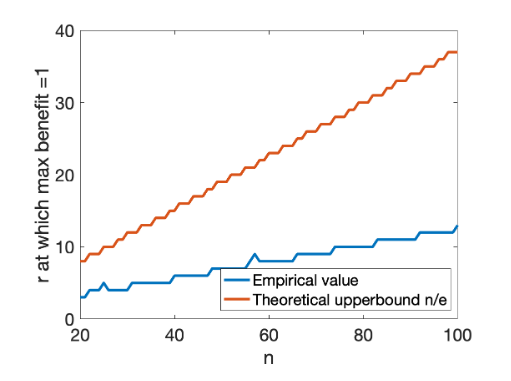 40
30
20
10
0
r at which max benefit =1
Empirical value
Theoretical upperbound n/e
20 40 60 80 100
n